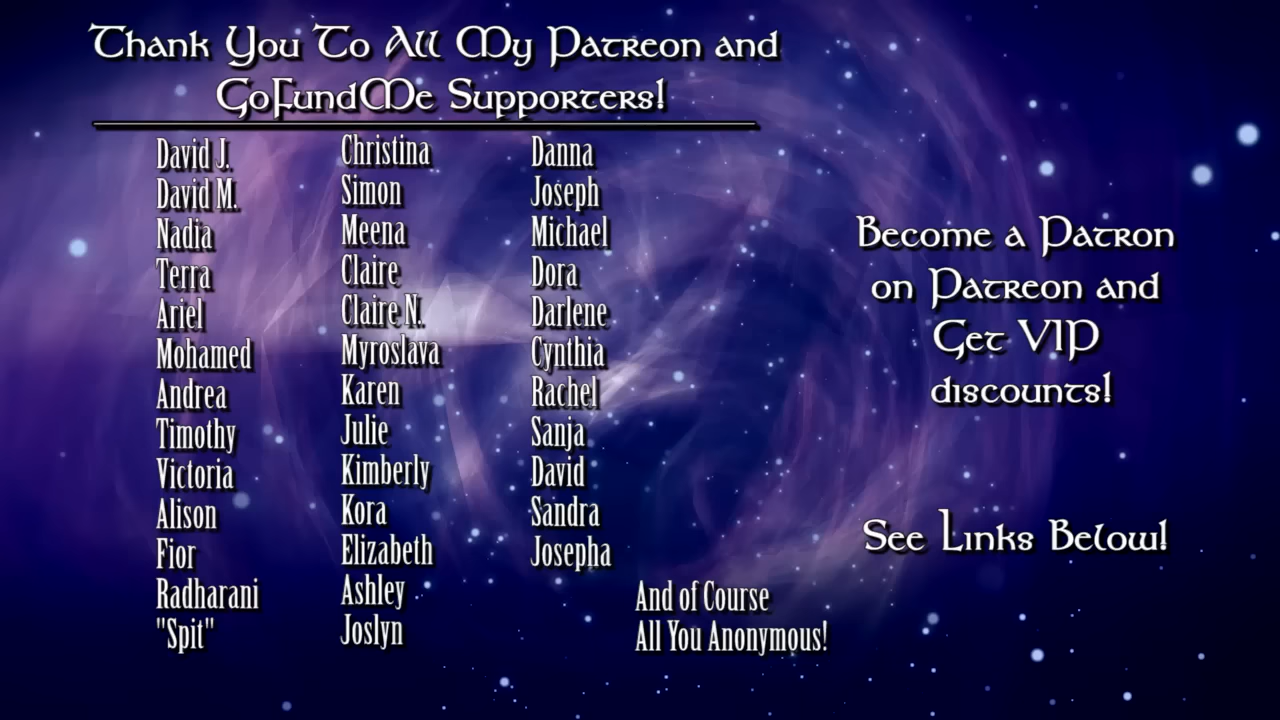 Thank You To All My Patreon and
GoFundMe Supporters!
David J.
David M.
Nadia
Terra
Ariel
Mohamed
Andrea
Timothy
Victoria
Alison
Fior
Radharani
"Spit"
Christina
Simon
Meena
Claire
Claire N.
Myroslava
Karen
Julie
Kimberly
Kora
Elizabeth
Ashley
Joslyn
Danna
Joseph
Michael
Dora
Darlene
Cynthia
Rachel
Sanja
David
Sandra
Josepha
And of Course
All You Anonymous!
Become a Patron
on Patreon and
Get VIP
discounts!
See Links Below!